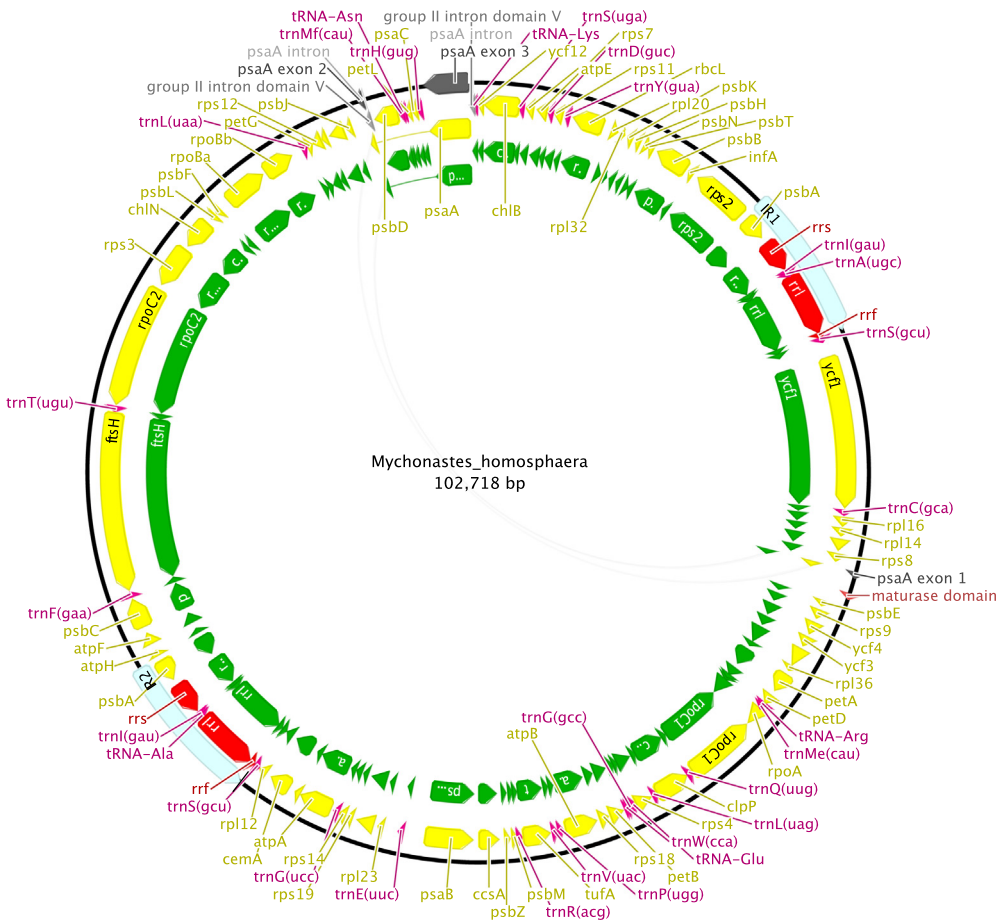 tRNA-Asn
group II intron domain V
trnS(uga)
trnMf(cau)
psaC
psaA intron
tRNA-Lys
rps7
psaA intron
trnH(gug)
psaA exon 3
ycf12
trnD(guc)
psaA exon 2
petL
atpE
rps11
rbcL
group II intron domain V
trnY(gua)
psbK
rps12
psbJ
rpl20
psbH
trnL(uaa)
petG
psbN
psbT
rpoBb
psbB
rpoBa
infA
psbF
psbL
psbA
chlN
rps2
IR1
rps3
psbD
psaA
chlB
rpl32
rrs
trnI(gau)
trnA(ugc)
rrl
rrf
trnS(gcu)
c
r.
p...
p.
rps2
r.
r...
c.
r..
rrl
r...
rpoC2
rpoC2
ycf1
ycf1
trnT(ugu)
ftsH
ftsH
Mychonastes_homosphaera
102,718 bp
trnC(gca)
rpl16
rpl14
rps8
psaA exon 1
maturase domain
psbE
rps9
ycf4
ycf3
rpl36
petA
petD
tRNA-Arg
trnMe(cau)
rpoA
trnQ(uug)
clpP
trnL(uag)
rps4
trnW(cca)
tRNA-Glu
rps18
petB
rpoC1
rpoC1
c..
trnG(gcc)
atpB
a.
t
ps...
a.
rrl
r..
p
trnF(gaa)
psbC
atpF
atpH
psbA
R2
rrs
rrl
trnI(gau)
tRNA-Ala
rrf
trnS(gcu)
rpl12
atpA
cemA
rps14
trnG(ucc)
rps19
rpl23
trnE(uuc)
psaB
ccsA
psbZ
psbM
trnR(acg)
tufA
trnV(uac)
trnP(ugg)